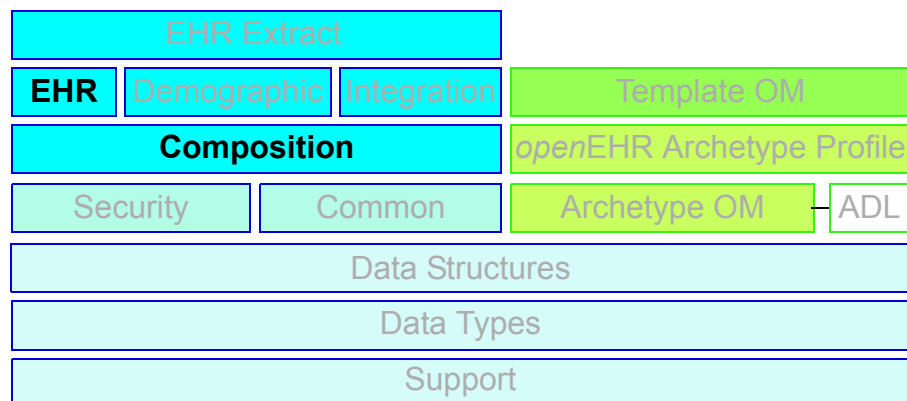 EHR Extract
EHR Demographic Integration Template OM
Composition openEHR Archetype Profile
Security Common Archetype OM ADL
Data Structures
Data Types
Support